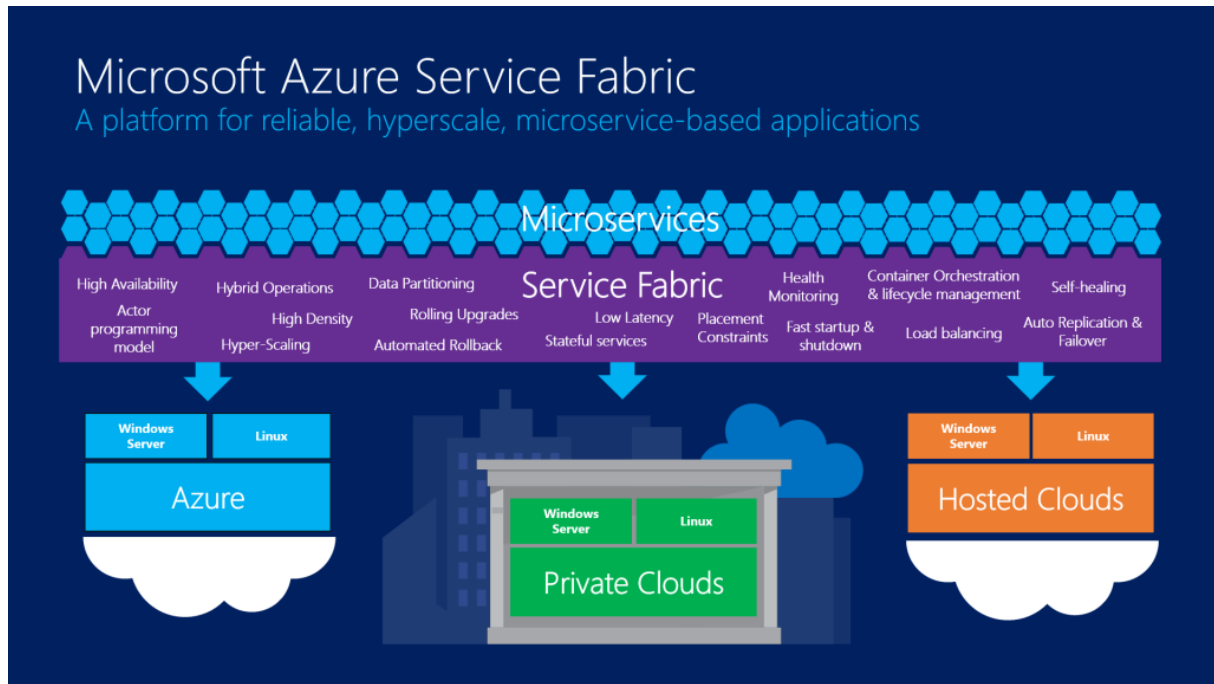 Microsoft Azure Service Fabric
A platform for reliable, hyperscale, microservice-based applications
Microservices
Service Fabric
High Availability
Actor
programming
model
Hybrid Operations
High Density
Hyper-Scaling
Data Partitioning
Rolling Upgrades
Automated Rollback
Low Latency
Stateful services
Placement
Constraints
Health
Monitoring
Fast startup &
shutdown
Container Orchestration
& lifecycle management
Load balancing
Self-healing
Auto Replication &
Failover
Windows
Server
Linux
Azure
Windows
Server
Linux
Private Clouds
Windows
Server
Linux
Hosted Clouds